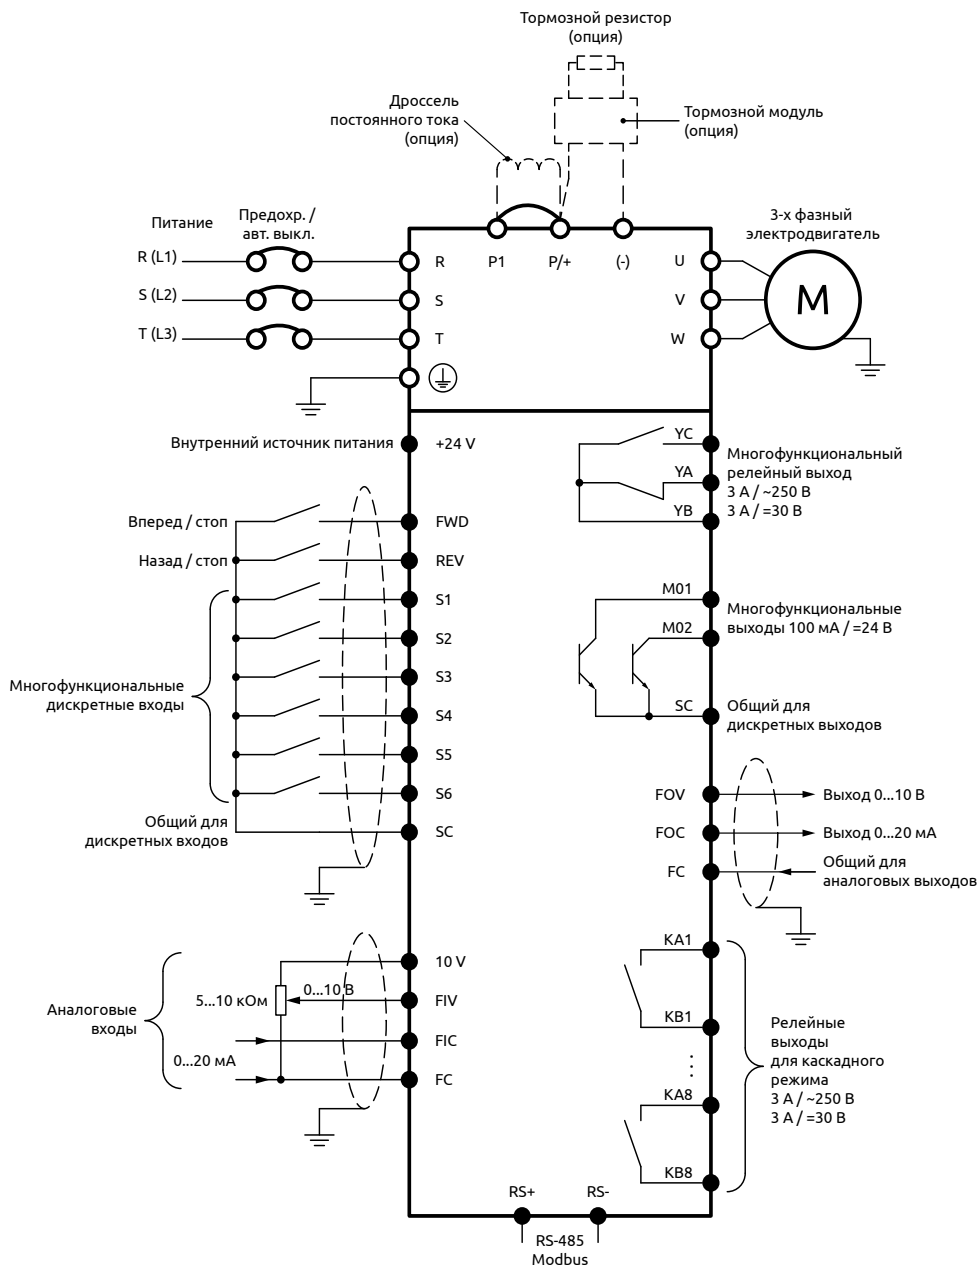 Тормозной резистор
(опция)
Дроссель
постоянного тока
(опция)
Тормозной модуль
(опция)
Питание
Предохр. /
авт. выкл.
3-х фазный
электродвигатель
R (L1)
R
P1
P/+
(-)
U
S (L2)
S
V
M
T (L3)
T
W
Внутренний источник питания
+24 V
YC
YA
YB
Многофункциональный
релейный выход
3 А / ~250 В
3 А / =30 В
Вперед / стоп
FWD
Назад / стоп
REV
S1
S2
S3
S4
S5
S6
Многофункциональные
дискретные входы
Общий для
дискретных входов
SC
M01
M02
Многофункциональные
выходы 100 мА / =24 В
SC
Общий для
дискретных выходов
FOV
Выход 0...10 В
FOC
Выход 0...20 мА
FC
Общий для
аналоговых выходов
Аналоговые
входы
10 V
5...10 кОм
0...10 В
FIV
FIC
0...20 мА
FC
KA1
KB1
KA8
KB8
Релейные
выходы
для каскадного
режима
3 А / ~250 В
3 А / =30 В
RS+
RS-
RS-485
Modbus